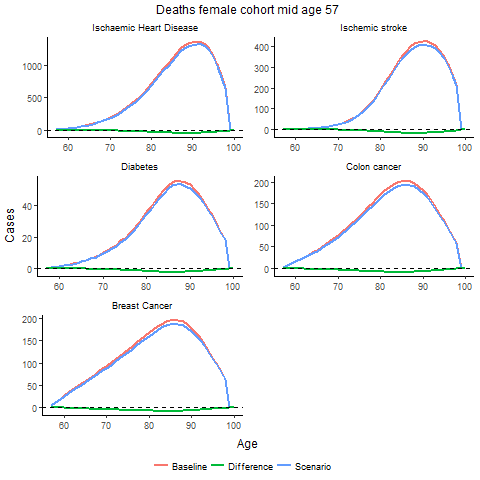 Deaths female cohort mid age 57
Ischaemic Heart Disease
Ischemic stroke
1000
500
0
60 70 80 90 100
400
300
200
100
0
60 70 80 90 100
Diabetes
Colon cancer
40
20
0
60 70 80 90 100
200
150
100
50
0
60 70 80 90 100
Breast Cancer
200
150
100
50
0
60 70 80 90 100
Cases
Age
Baseline Difference Scenario